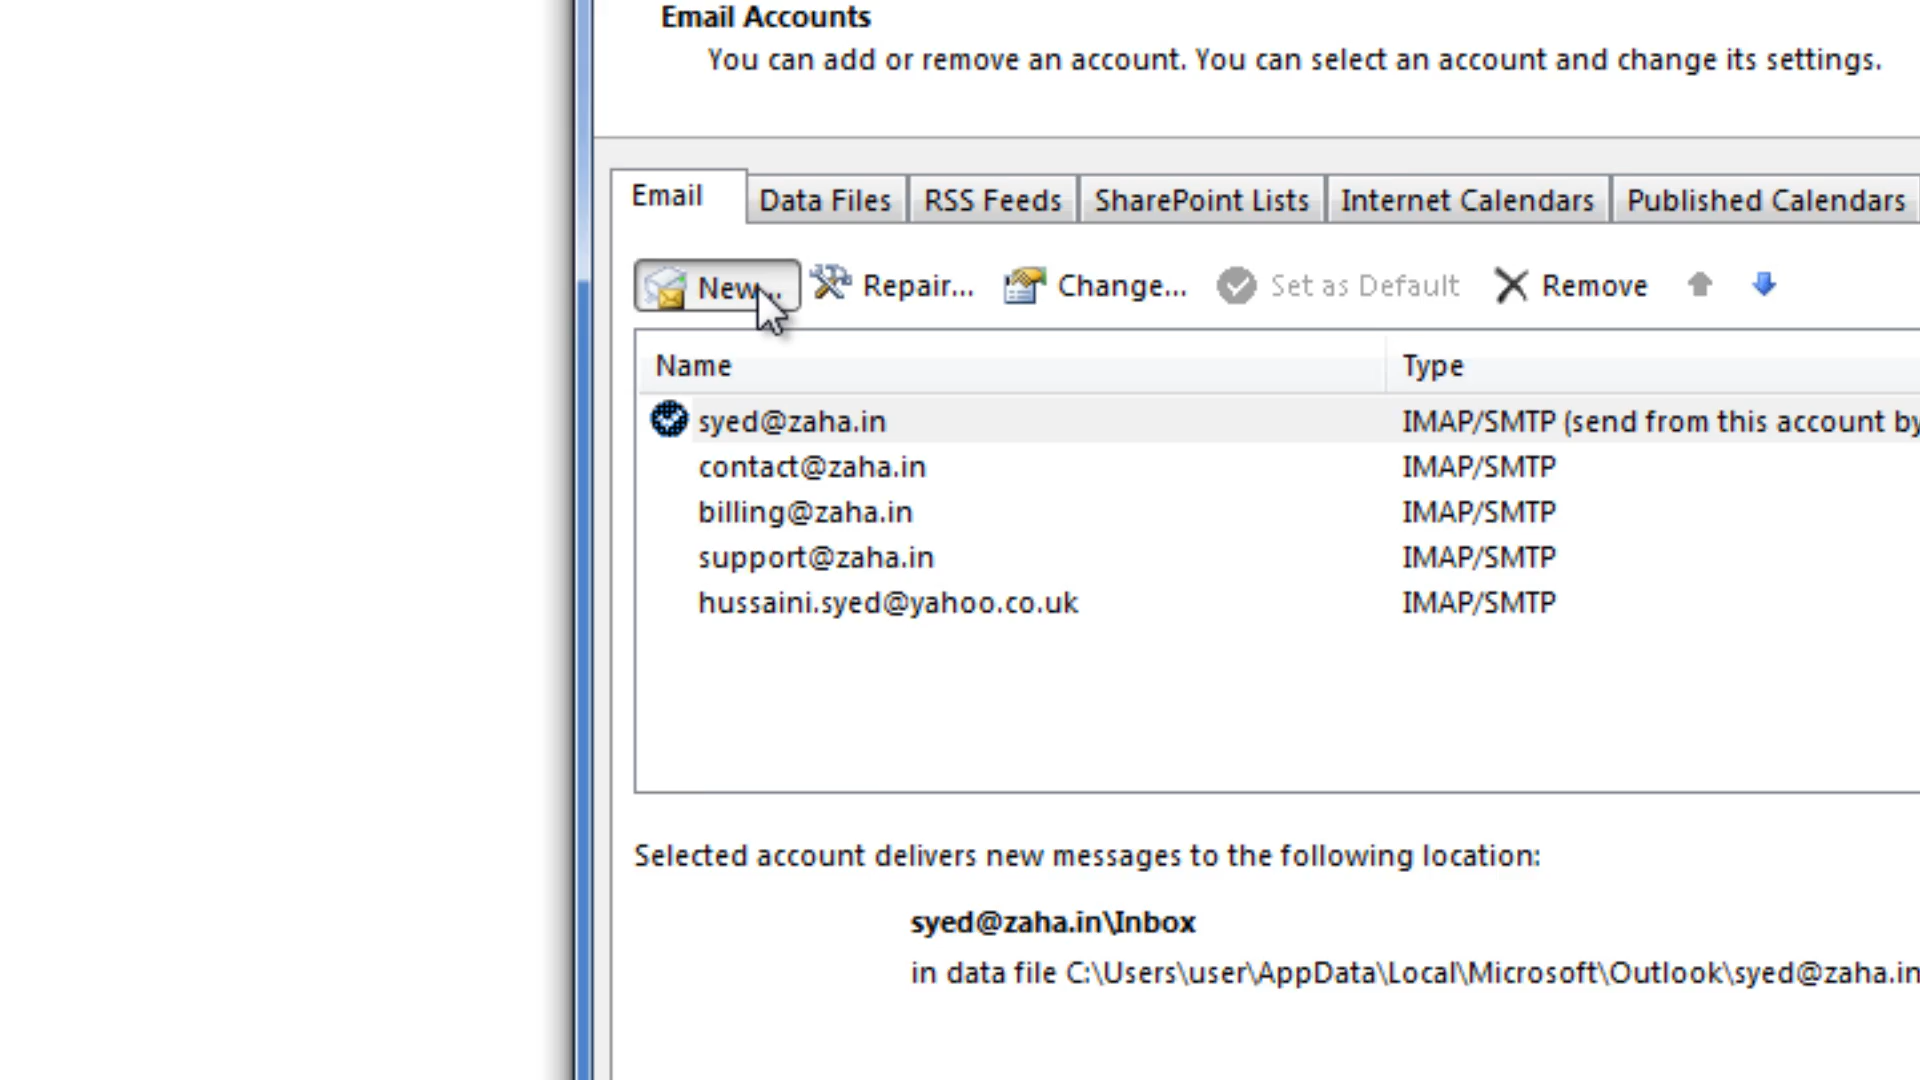 Email Accounts
You can add or remove an account. You can select an account and change its settings.
Email Data Files RSS Feeds SharePoint Lists Internet Calendars Published Calendars
New... Repair... Change... Set as Default Remove
Name Type
syed@zaha.in IMAP/SMTP (send from this account by
contact@zaha.in IMAP/SMTP
billing@zaha.in IMAP/SMTP
support@zaha.in IMAP/SMTP
hussaini.syed@yahoo.co.uk IMAP/SMTP
Selected account delivers new messages to the following location:
syed@zaha.in\Inbox
in data file C:\Users\user\AppData\Local\Microsoft\Outlook\syed@zaha.in